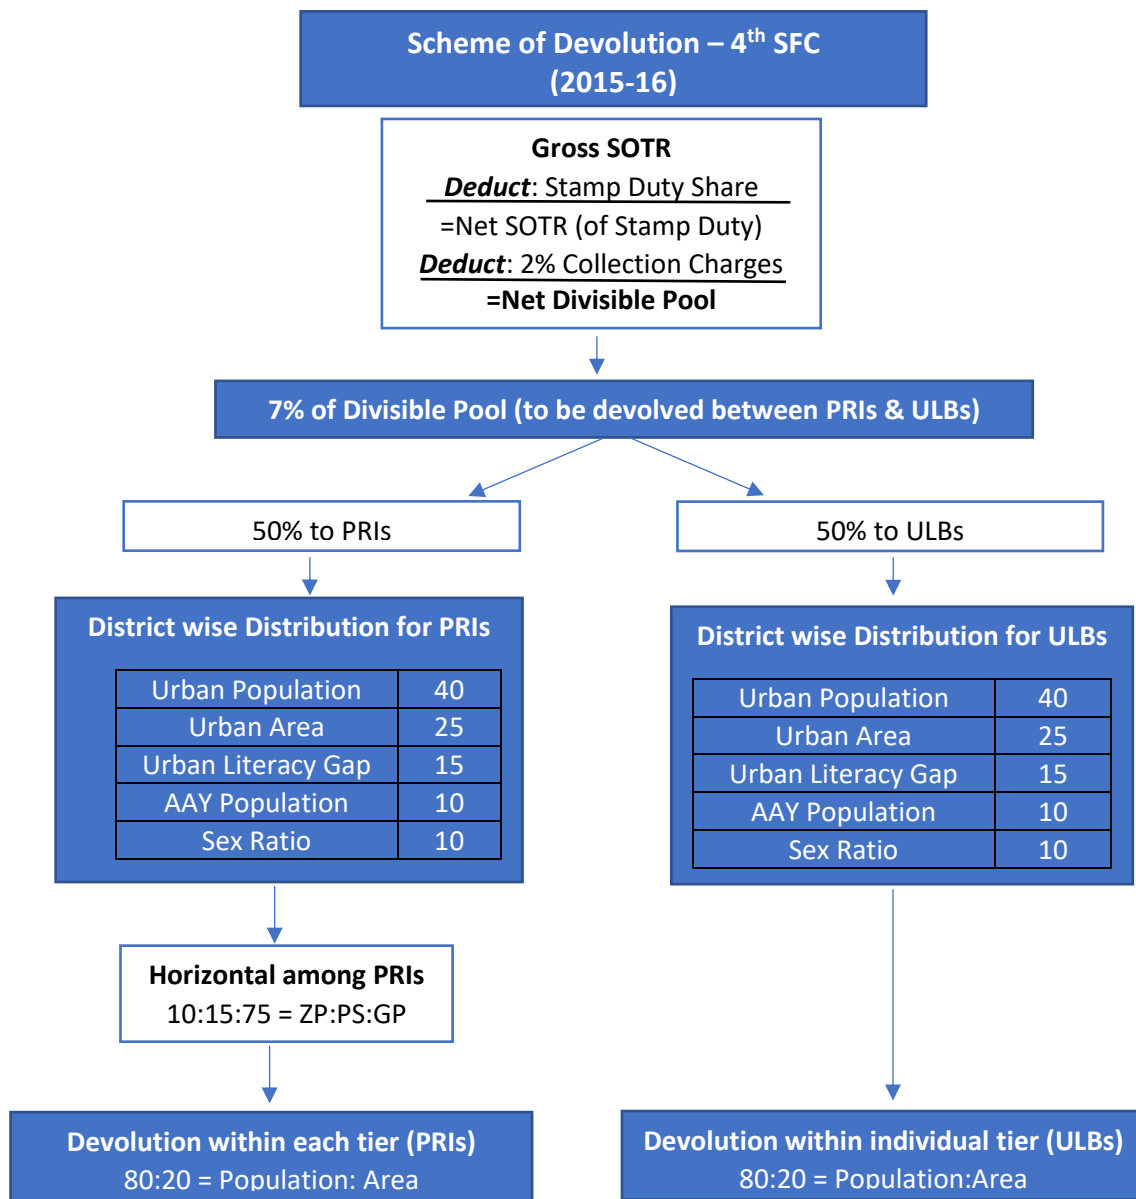 Scheme of Devolution – 4th SFC
(2015-16)
Gross SOTR
Deduct: Stamp Duty Share
=Net SOTR (of Stamp Duty)
Deduct: 2% Collection Charges
=Net Divisible Pool
7% of Divisible Pool (to be devolved between PRIs & ULBs)
50% to PRIs
50% to ULBs
District wise Distribution for PRIs
Urban Population 40
Urban Area 25
Urban Literacy Gap 15
AAY Population 10
Sex Ratio 10
District wise Distribution for ULBs
Urban Population 40
Urban Area 25
Urban Literacy Gap 15
AAY Population 10
Sex Ratio 10
Horizontal among PRIs
10:15:75 = ZP:PS:GP
Devolution within each tier (PRIs)
80:20 = Population: Area
Devolution within individual tier (ULBs)
80:20 = Population:Area